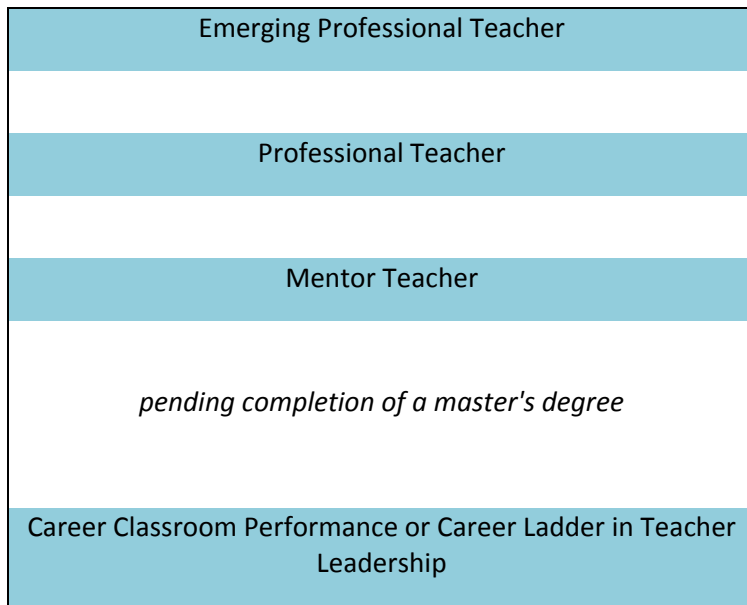 Emerging Professional Teacher
Professional Teacher
Mentor Teacher
pending completion of a master's degree
Career Classroom Performance or Career Ladder in Teacher
Leadership